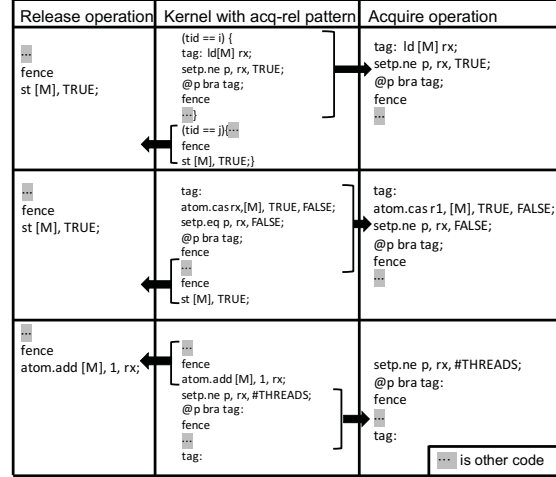 Release operation
Kernel with acq-rel pattern
Acquire operation
...
fence
st [M], TRUE;
(tid == i) {
tag: ld[M] rx;
setp.ne p, rx, TRUE;
@p bra tag;
fence
...}
(tid == j){...
fence
st [M], TRUE;}
tag: ld [M] rx;
setp.ne p, rx, TRUE;
@p bra tag;
fence
...
...
fence
st [M], TRUE;
tag:
atom.cas rx,[M], TRUE, FALSE;
setp.eq p, rx, FALSE;
@p bra tag;
fence
...
fence
st [M], TRUE;
tag:
atom.cas r1, [M], TRUE, FALSE;
setp.ne p, rx, FALSE;
@p bra tag;
fence
...
...
fence
atom.add [M], 1, rx;
...
fence
atom.add [M], 1, rx;
setp.ne p, rx, #THREADS;
@p bra tag:
fence
...
tag:
setp.ne p, rx, #THREADS;
@p bra tag:
fence
...
tag:
... is other code